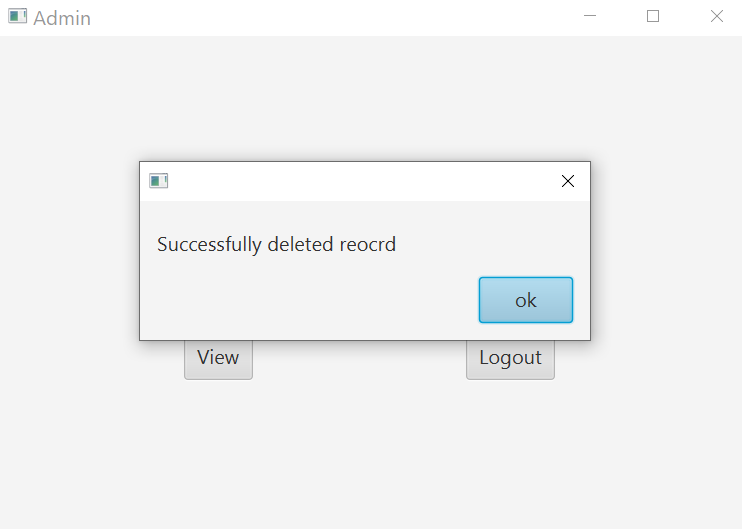 Admin
Successfully deleted reocrd
ok
View
Logout